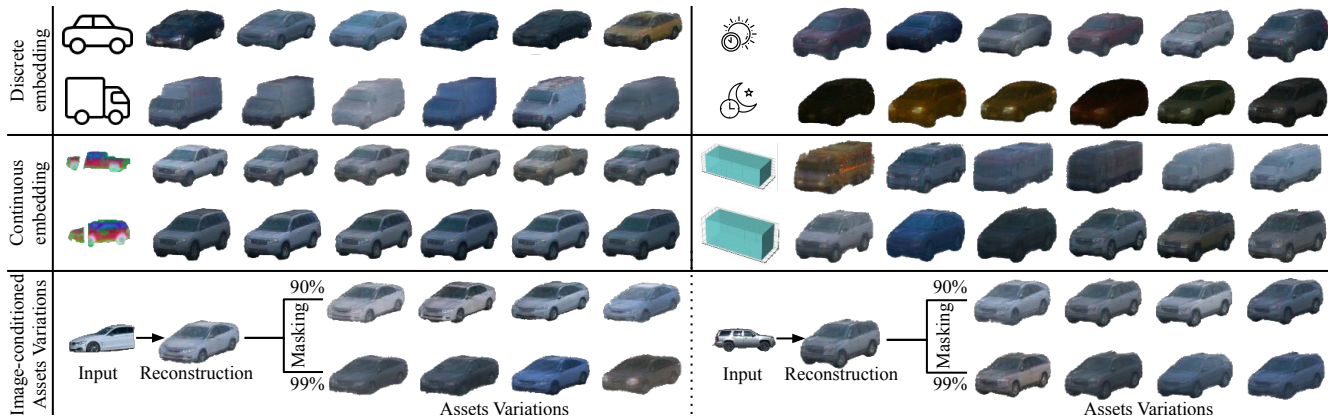 Discrete
embedding
Continuous
embedding
Image-conditioned
Assets Variations
90%
Masking
99%
Input
Reconstruction
Assets Variations
90%
Masking
99%
Input
Reconstruction
Assets Variations